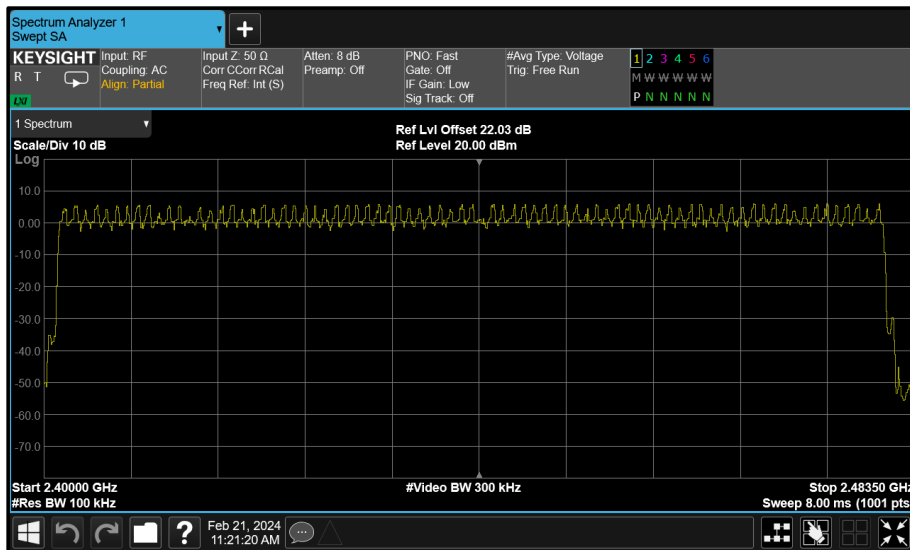 Spectrum Analyzer 1
Swept SA
+
KEYSIGHT Input: RF Input Z: 50 Ω Atten: 8 dB PNO: Fast #Avg Type: Voltage 1 2 3 4 5 6
R T Coupling: AC Corr CCorr RCal Preamp: Off Gate: Off Trig: Free Run M W W W W W
Align: Partial Freq Ref: Int (S) IF Gain: Low P N N N N N
LXI Sig Track: Off
1 Spectrum
Ref Lvl Offset 22.03 dB
Scale/Div 10 dB Ref Level 20.00 dBm
Log
10.0
0.00
-10.0
-20.0
-30.0
-40.0
-50.0
-60.0
-70.0
Start 2.40000 GHz #Video BW 300 kHz Stop 2.48350 GHz
#Res BW 100 kHz Sweep 8.00 ms (1001 pts
? Feb 21, 2024
11:21:20 AM